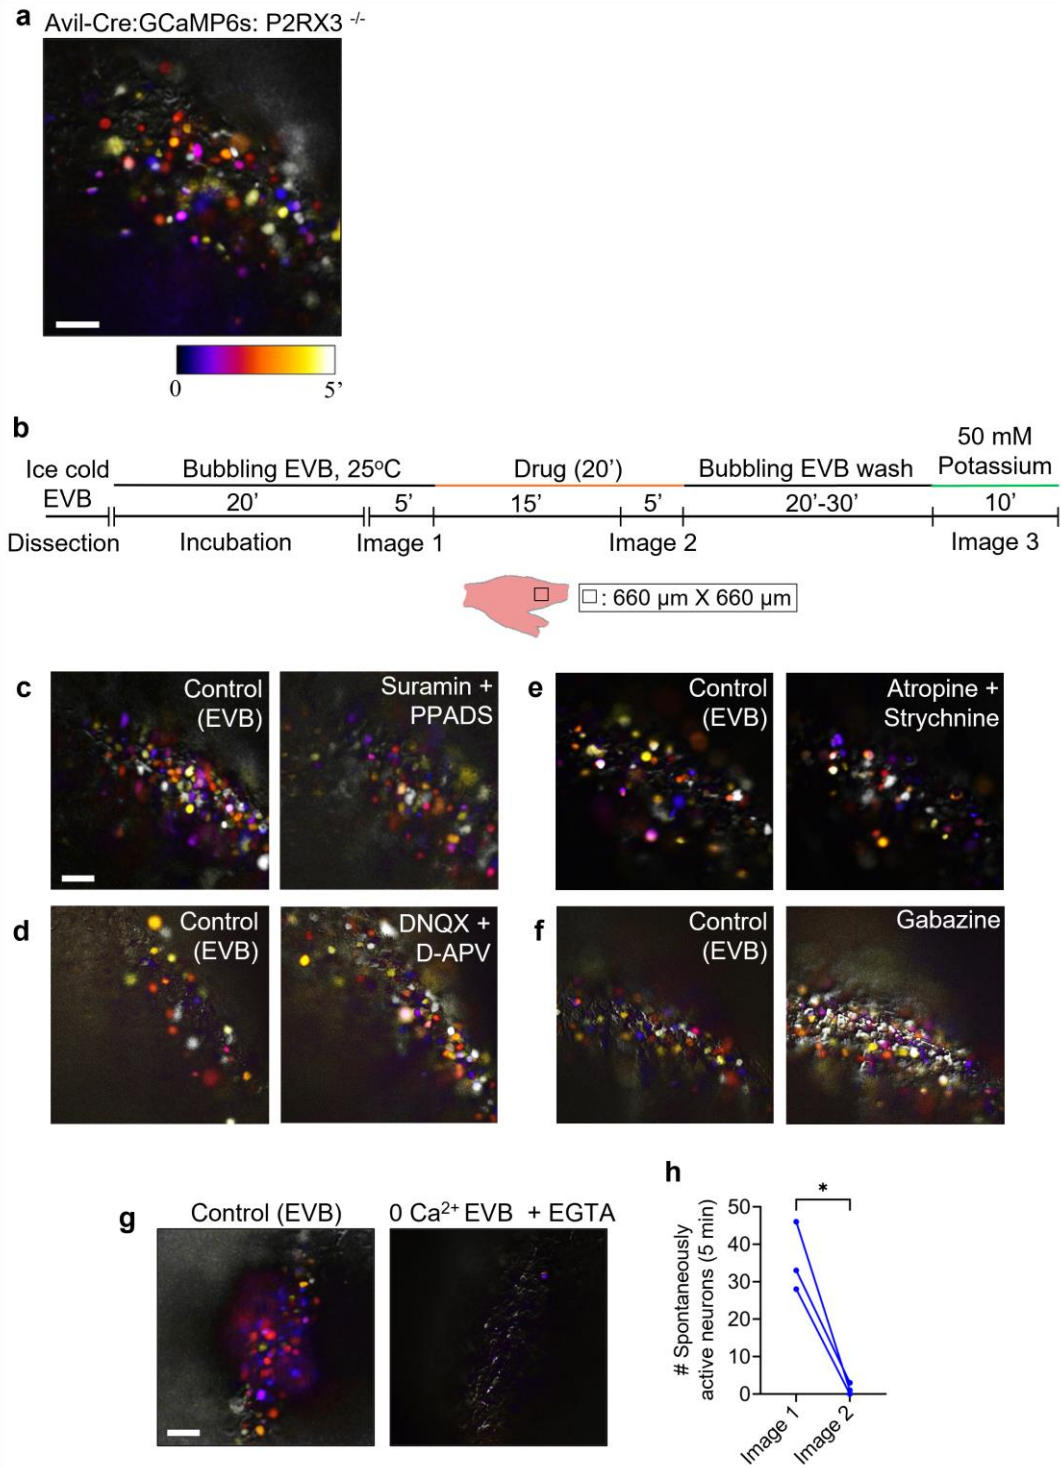 a
Avil-Cre:GCaMP6s: P2RX3 -/-
0
5’
b
Ice cold
EVB
Bubbling EVB, 25ºC
Drug (20’)
Bubbling EVB wash
50 mM
Potassium
20’
5’
15’
5’
20’-30’
10’
Dissection
Incubation
Image 1
Image 2
Image 3
□: 660 µm X 660 µm
c
Control
(EVB)
Suramin +
PPADS
e
Control
(EVB)
Atropine +
Strychnine
d
Control
(EVB)
DNQX +
D-APV
f
Control
(EVB)
Gabazine
g
Control (EVB)
0 Ca2+ EVB + EGTA
h
# Spontaneously
active neurons (5 min)
50
40
30
20
10
0
*
Image 1
Image 2